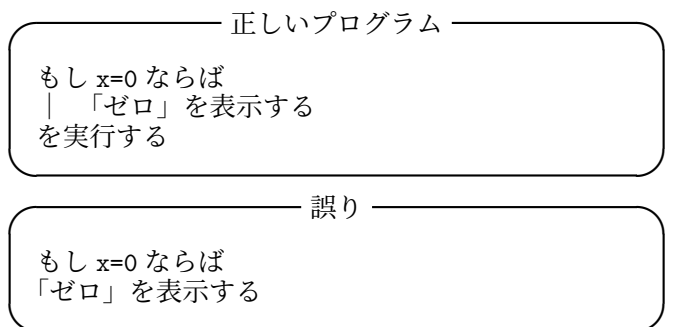 正しいプログラム
もし x=0 ならば
｜ 「ゼロ」を表示する
を実行する
誤り
もし x=0 ならば
「ゼロ」を表示する